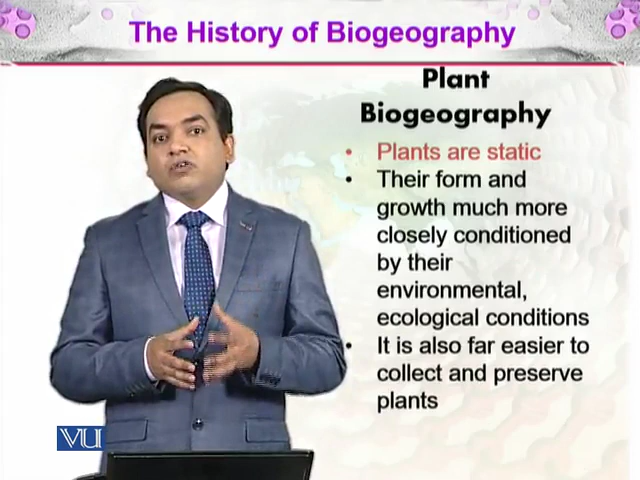 The History of Biogeography
Plant
Biogeography
• Plants are static
• Their form and
growth much more
closely conditioned
by their
environmental,
ecological conditions
• It is also far easier to
collect and preserve
plants
VU